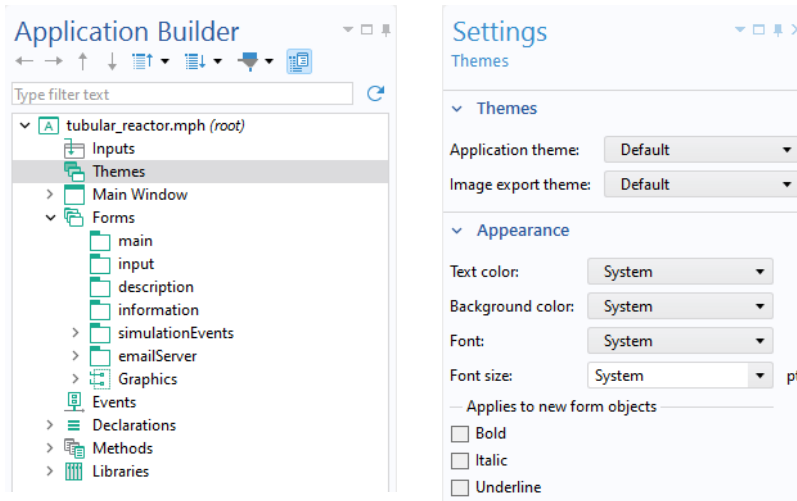 Application Builder
Type filter text
tubular_reactor.mph (root)
Inputs
Themes
Main Window
Forms
main
input
description
information
simulationEvents
emailServer
Graphics
Events
Declarations
Methods
Libraries
Settings
Themes
Themes
Application theme: Default
Image export theme: Default
Appearance
Text color: System
Background color: System
Font: System
Font size: System pt
Applies to new form objects
Bold
Italic
Underline